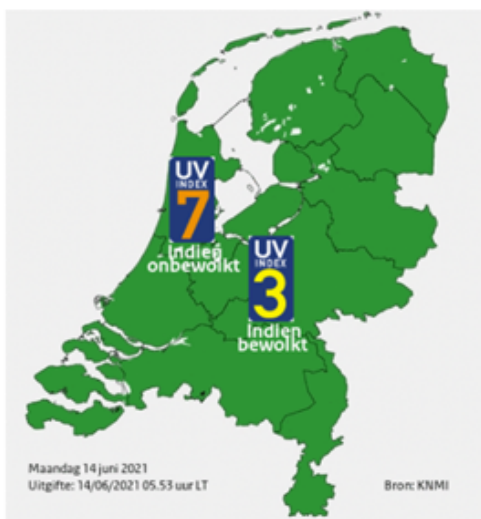 UV
INDEX
7
Indien
onbewolkt
UV
INDEX
3
Indien
bewolkt
Maandag 14 juni 2021
Uitgifte: 14/06/2021 05.53 uur LT
Bron: KNMI